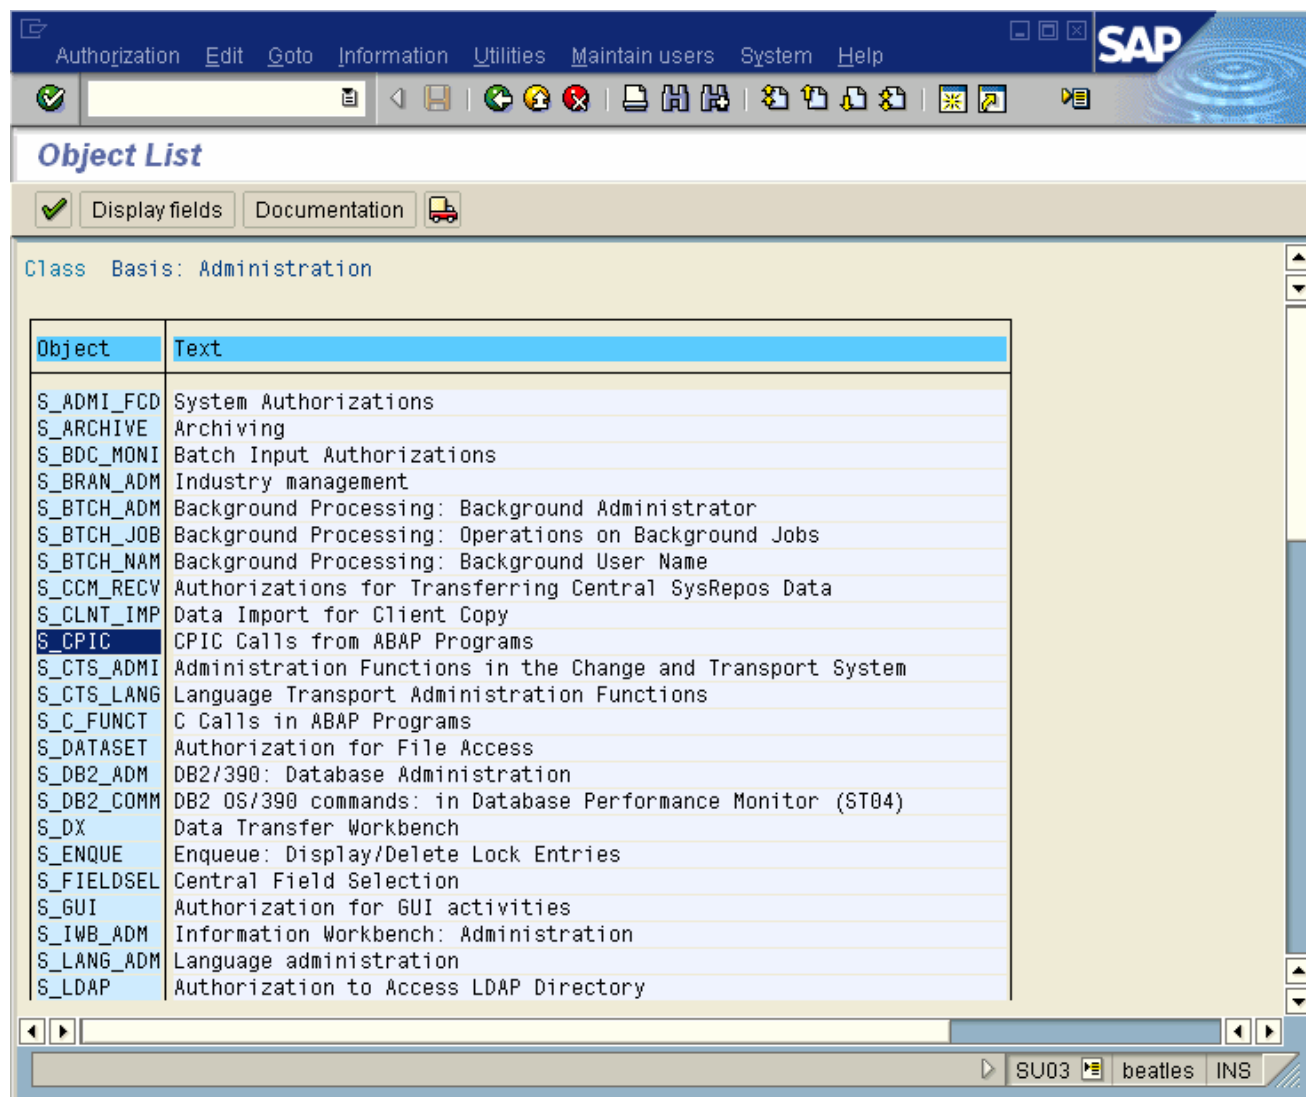 Authorization Edit Goto Information Utilities Maintain users System Help
SAP
Object List
Display fields Documentation
Class Basis: Administration
Object Text
S_ADMI_FCD System Authorizations
S_ARCHIVE Archiving
S_BDC_MONI Batch Input Authorizations
S_BRAN_ADM Industry management
S_BTCH_ADM Background Processing: Background Administrator
S_BTCH_JOB Background Processing: Operations on Background Jobs
S_BTCH_NAM Background Processing: Background User Name
S_CCM_RECV Authorizations for Transferring Central SysRepos Data
S_CLNT_IMP Data Import for Client Copy
S_CPIC CPIC Calls from ABAP Programs
S_CTS_ADMI Administration Functions in the Change and Transport System
S_CTS_LANG Language Transport Administration Functions
S_C_FUNCT C Calls in ABAP Programs
S_DATASET Authorization for File Access
S_DB2_ADM DB2/390: Database Administration
S_DB2_COMM DB2 OS/390 commands: in Database Performance Monitor (ST04)
S_DX Data Transfer Workbench
S_ENQUE Enqueue: Display/Delete Lock Entries
S_FIELDSEL Central Field Selection
S_GUI Authorization for GUI activities
S_IWB_ADM Information Workbench: Administration
S_LANG_ADM Language administration
S_LDAP Authorization to Access LDAP Directory
SU03 beatles INS